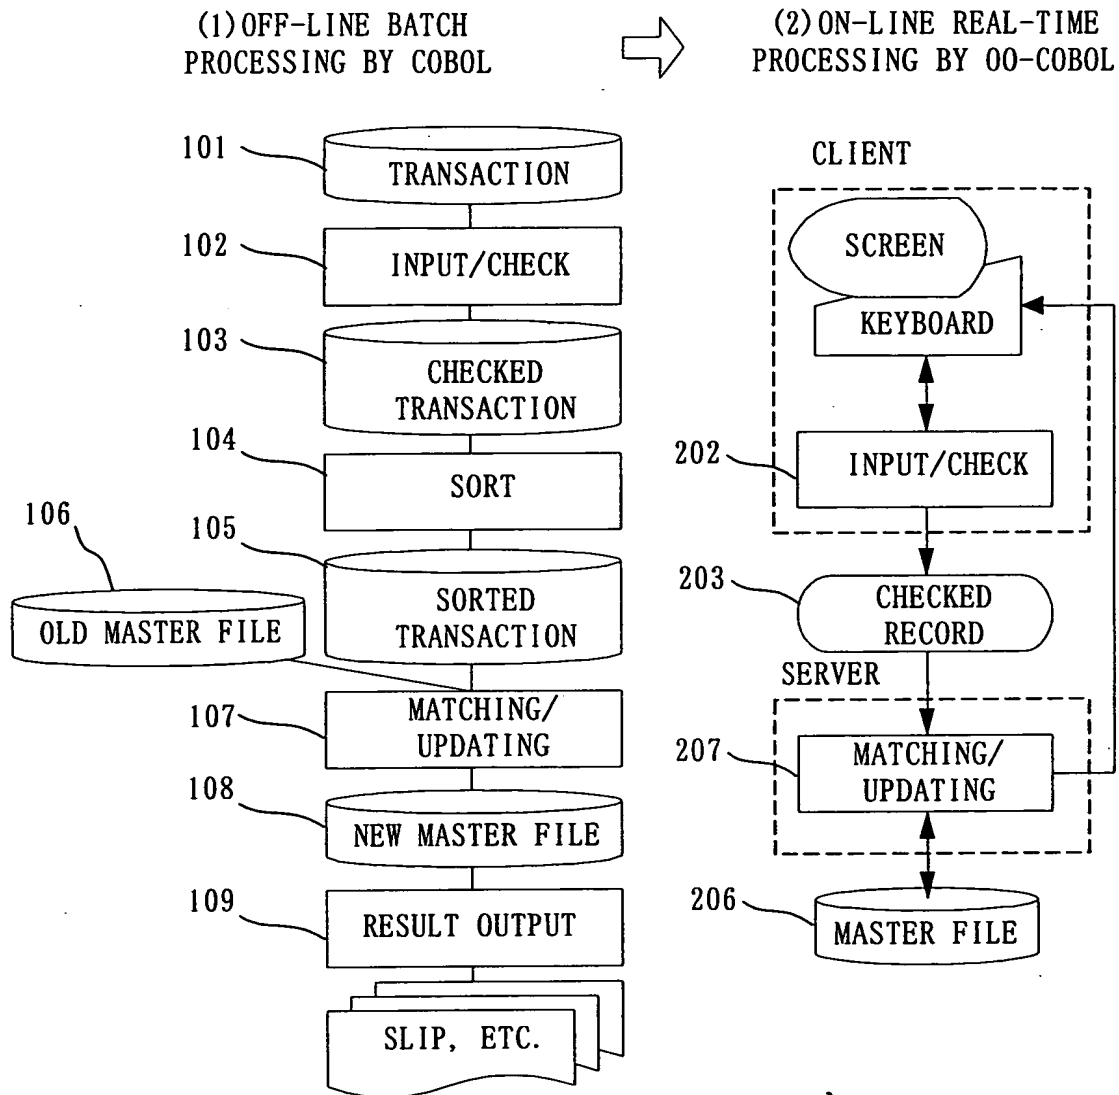 (1)OFF-LINE BATCH
PROCESSING BY COBOL
(2)ON-LINE REAL-TIME
PROCESSING BY OO-COBOL
101
TRANSACTION
102
INPUT/CHECK
103
CHECKED
TRANSACTION
104
SORT
105
SORTED
TRANSACTION
106
OLD MASTER FILE
107
MATCHING/
UPDATING
108
NEW MASTER FILE
109
RESULT OUTPUT
SLIP, ETC.
CLIENT
SCREEN
KEYBOARD
202
INPUT/CHECK
203
CHECKED
RECORD
SERVER
207
MATCHING/
UPDATING
206
MASTER FILE